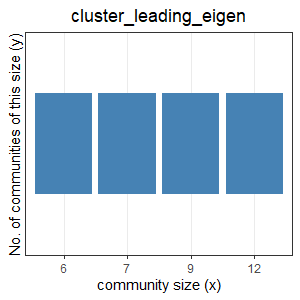 cluster_leading_eigen
No. of communities of this size (y)
6 7 9 12
community size (x)